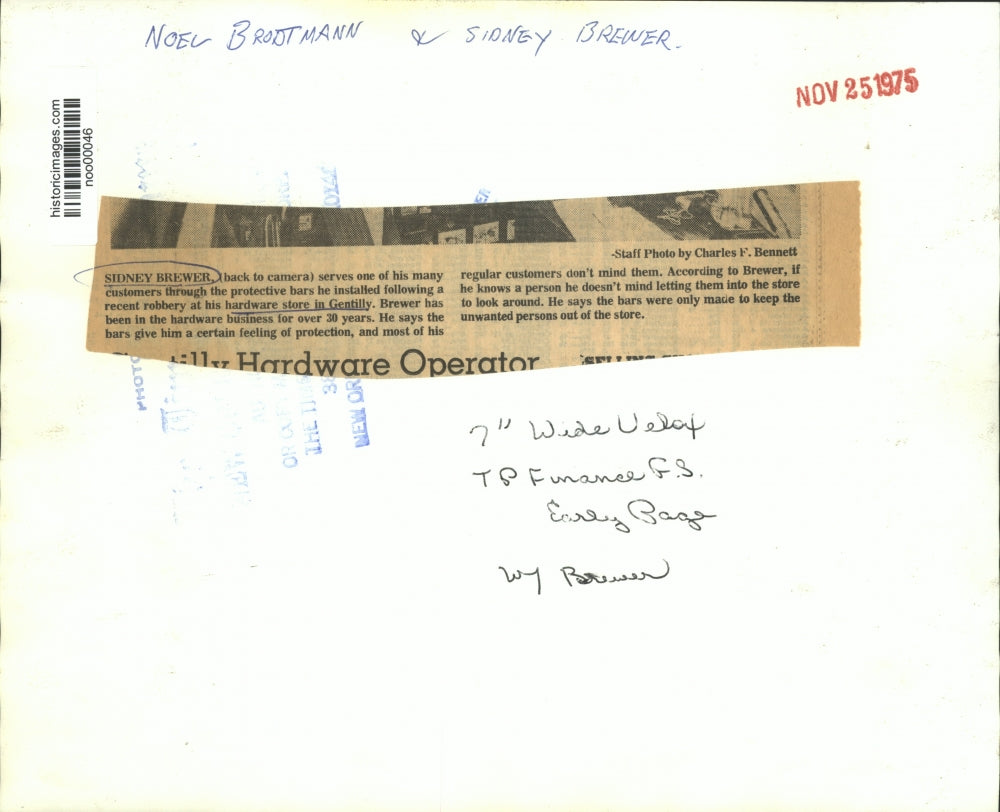 NOEL BRODTMANN & SIDNEY BREWER.
NOV 25 1975
historicimages.com
noo00046
-Staff Photo by Charles F. Bennett
SIDNEY BREWER, (back to camera) serves one of his many
customers through the protective bars he installed following a
recent robbery at his hardware store in Gentilly. Brewer has
been in the hardware business for over 30 years. He says the
bars give him a certain feeling of protection, and most of his
regular customers don't mind them. According to Brewer, if
he knows a person he doesn't mind letting them into the store
to look around. He says the bars were only made to keep the
unwanted persons out of the store.
Hardware Operator
PHOTO
THE
NEW OR
7" Wide Velox
TP Finance F.S.
Early Page
W/ Brewer